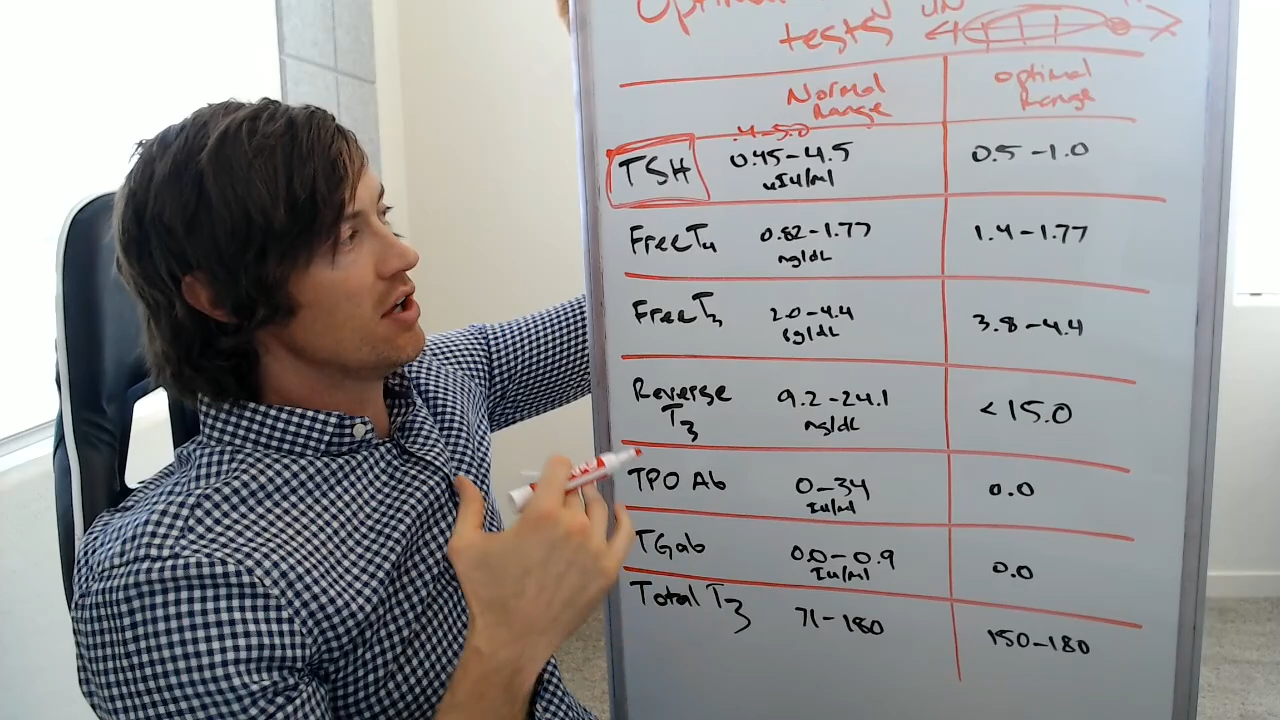 Optimal
tests
Normal Range
Optimal Range
.4-5.0
TSH 0.45-4.5 0.5-1.0
uIU/ml
Free T4 0.82-1.77 1.4-1.77
ng/dL
Free T3 2.0-4.4 3.8-4.4
pg/dL
Reverse T3 9.2-24.1 <15.0
ng/dL
TPO Ab 0-34 0.0
IU/ml
TGab 0.0-0.9 0.0
IU/ml
Total T3 71-180 150-180